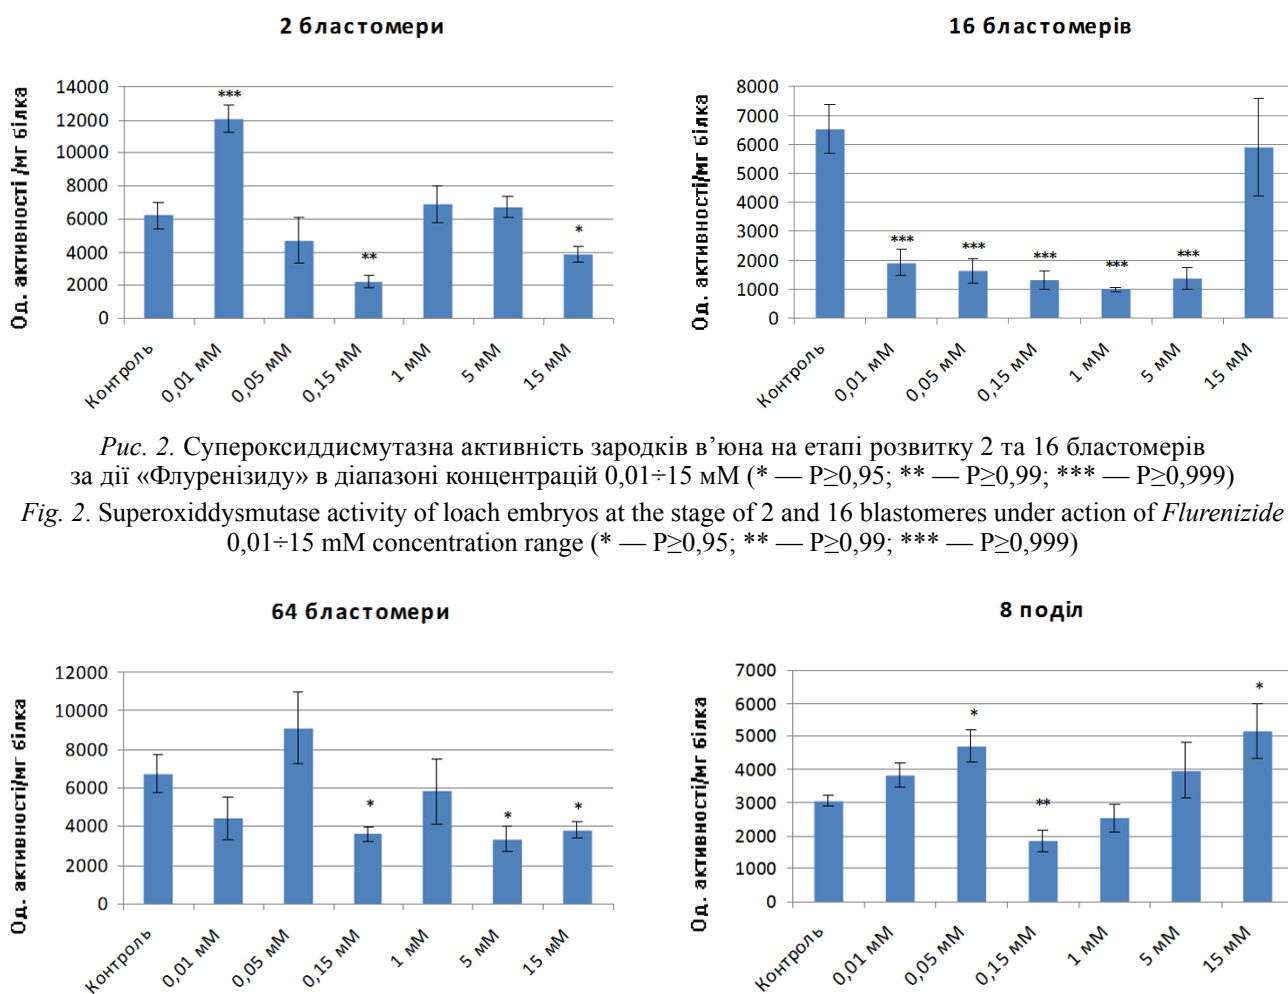 2 бластомери
Од. активності /мг білка
14000
12000
10000
8000
6000
4000
2000
0
***
**
*
Контроль
0,01 мМ
0,05 мМ
0,15 мМ
1 мМ
5 мМ
15 мМ
16 бластомерів
Од. активності/мг білка
8000
7000
6000
5000
4000
3000
2000
1000
0
***
***
***
***
***
Контроль
0,01 мМ
0,05 мМ
0,15 мМ
1 мМ
5 мМ
15 мМ
Рис. 2. Супероксиддисмутазна активність зародків в’юна на етапі розвитку 2 та 16 бластомерів
за дії «Флуренізиду» в діапазоні концентрацій 0,01÷15 мМ (* — P≥0,95; ** — P≥0,99; *** — P≥0,999)
Fig. 2. Superoxiddysmutase activity of loach embryos at the stage of 2 and 16 blastomeres under action of Flurenizide
0,01÷15 mM concentration range (* — P≥0,95; ** — P≥0,99; *** — P≥0,999)
64 бластомери
Од. активності/мг білка
12000
10000
8000
6000
4000
2000
0
*
*
*
Контроль
0,01 мМ
0,05 мМ
0,15 мМ
1 мМ
5 мМ
15 мМ
8 поділ
Од. активності/мг білка
7000
6000
5000
4000
3000
2000
1000
0
*
**
*
Контроль
0,01 мМ
0,05 мМ
0,15 мМ
1 мМ
5 мМ
15 мМ